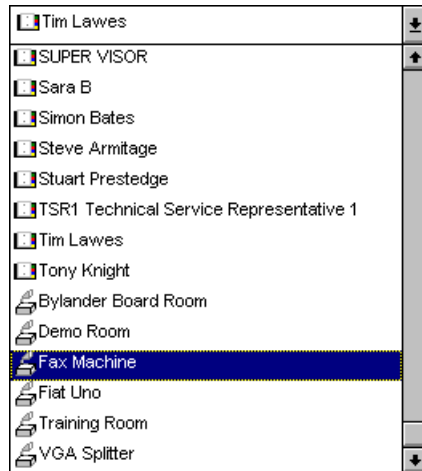 Tim Lawes
SUPER VISOR
Sara B
Simon Bates
Steve Armitage
Stuart Prestedge
TSR1 Technical Service Representative 1
Tim Lawes
Tony Knight
Bylander Board Room
Demo Room
Fax Machine
Fiat Uno
Training Room
VGA Splitter